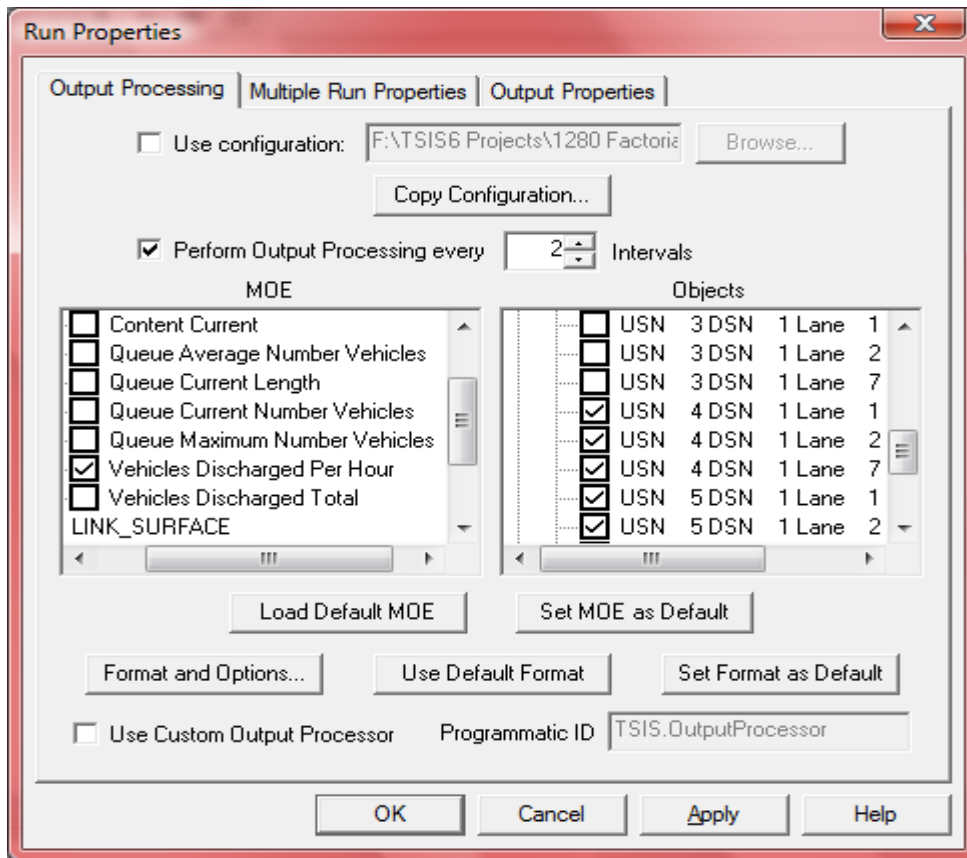 Run Properties
Output Processing
Multiple Run Properties
Output Properties
Use configuration:
F:\TSIS6 Projects\1280 Factoria
Browse...
Copy Configuration...
Perform Output Processing every
2
Intervals
MOE
Content Current
Queue Average Number Vehicles
Queue Current Length
Queue Current Number Vehicles
Queue Maximum Number Vehicles
Vehicles Discharged Per Hour
Vehicles Discharged Total
LINK_SURFACE
Objects
USN 3 DSN 1 Lane 1
USN 3 DSN 1 Lane 2
USN 3 DSN 1 Lane 7
USN 4 DSN 1 Lane 1
USN 4 DSN 1 Lane 2
USN 4 DSN 1 Lane 7
USN 5 DSN 1 Lane 1
USN 5 DSN 1 Lane 2
Load Default MOE
Set MOE as Default
Format and Options...
Use Default Format
Set Format as Default
Use Custom Output Processor
Programmatic ID
TSIS.OutputProcessor
OK
Cancel
Apply
Help